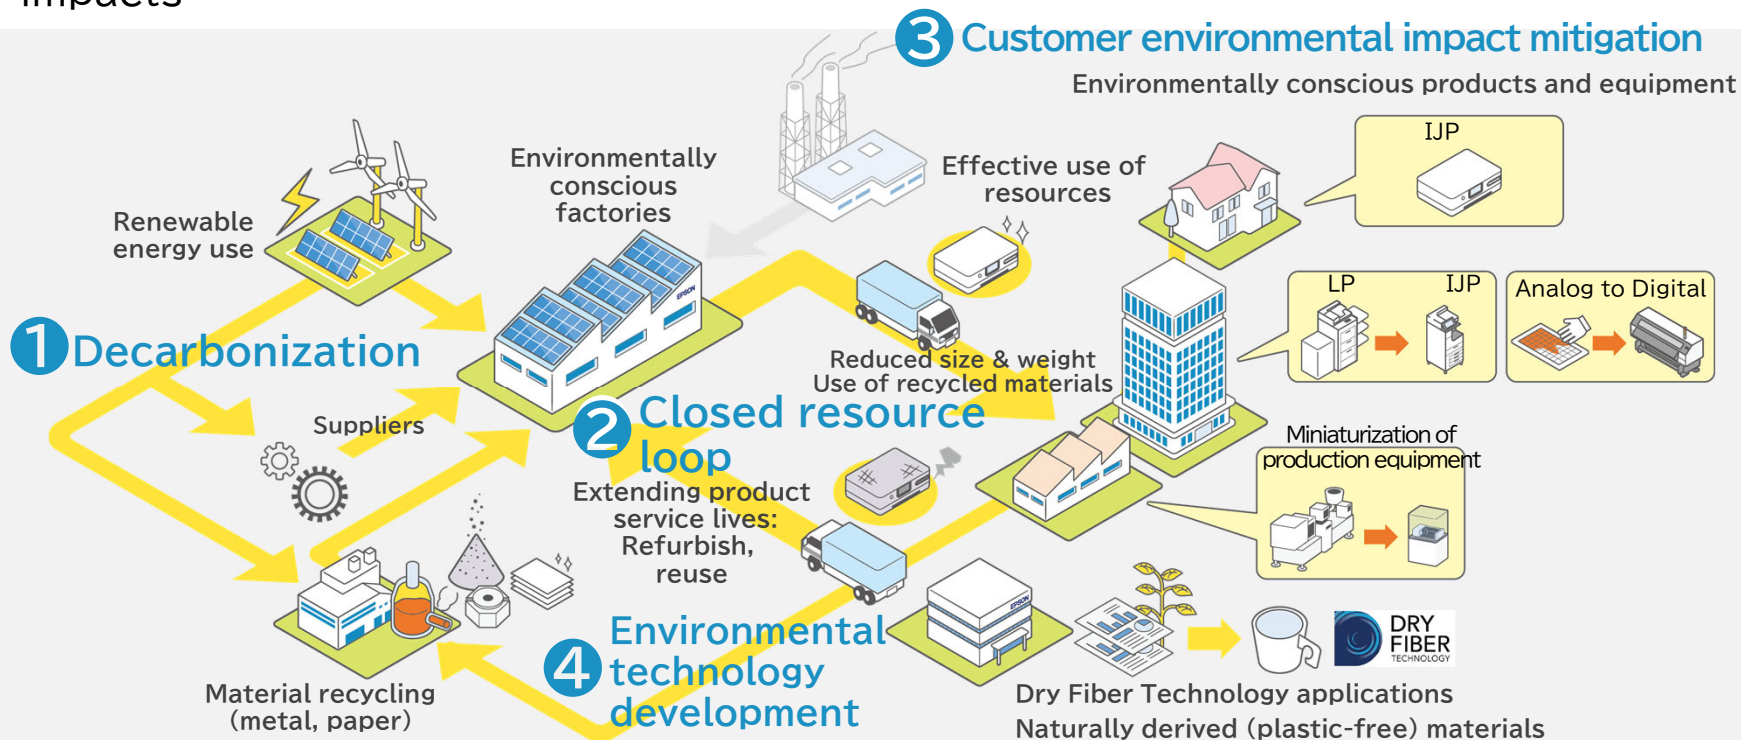 impacts
3 Customer environmental impact mitigation
Environmentally conscious products and equipment
IJP
Environmentally
conscious
factories
Effective use of
resources
Renewable
energy use
EPSON
LP
IJP
Analog to Digital
1 Decarbonization
Reduced size & weight
Use of recycled materials
2 Closed resource
loop
Suppliers
Miniaturization of
production equipment
Extending product
service lives:
Refurbish,
reuse
EPSON
4 Environmental
technology
development
DRY
FIBER
TECHNOLOGY
Material recycling
(metal, paper)
Dry Fiber Technology applications
Naturally derived (plastic-free) materials